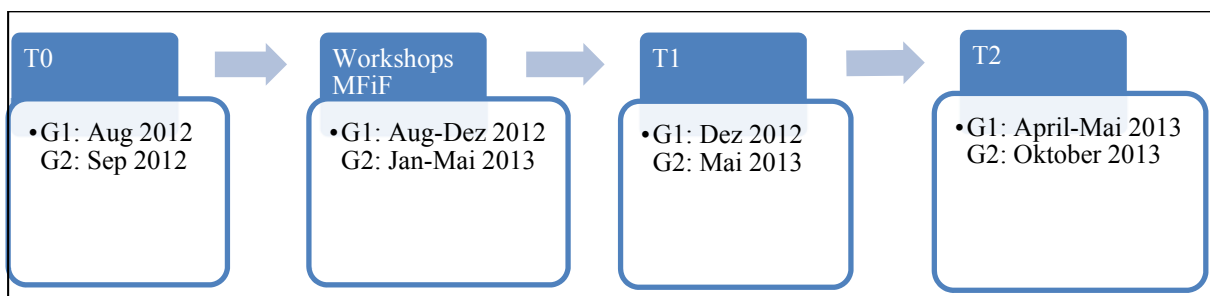 T0
•G1: Aug 2012
G2: Sep 2012
Workshops
MFiF
•G1: Aug-Dez 2012
G2: Jan-Mai 2013
T1
•G1: Dez 2012
G2: Mai 2013
T2
•G1: April-Mai 2013
G2: Oktober 2013